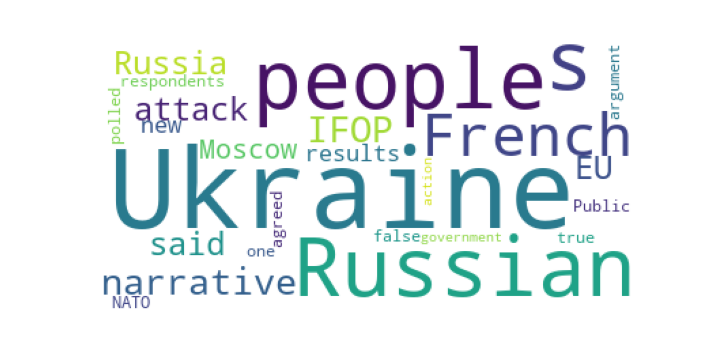 Russia
respondents
people
s
argument
polled
attack
new
IFOP
French
Moscow
results
EU
Ukraine
action
Public
agreed
said
one
false
government
true
Russian
narrative
NATO